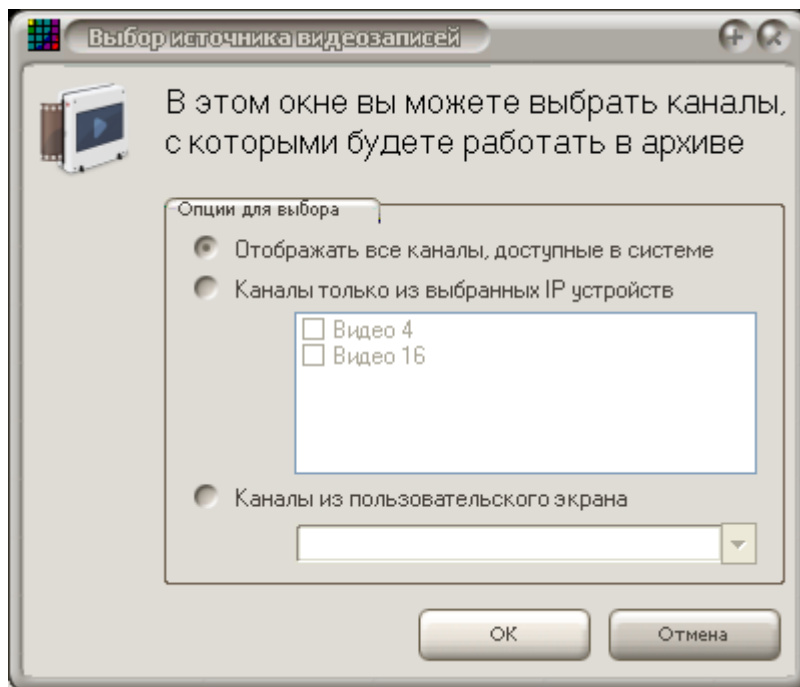 Выбор источника видеозаписей
В этом окне вы можете выбрать каналы,
с которыми будете работать в архиве
Опции для выбора
Отображать все каналы, доступные в системе
Каналы только из выбранных IP устройств
Видео 4
Видео 16
Каналы из пользовательского экрана
OK
Отмена